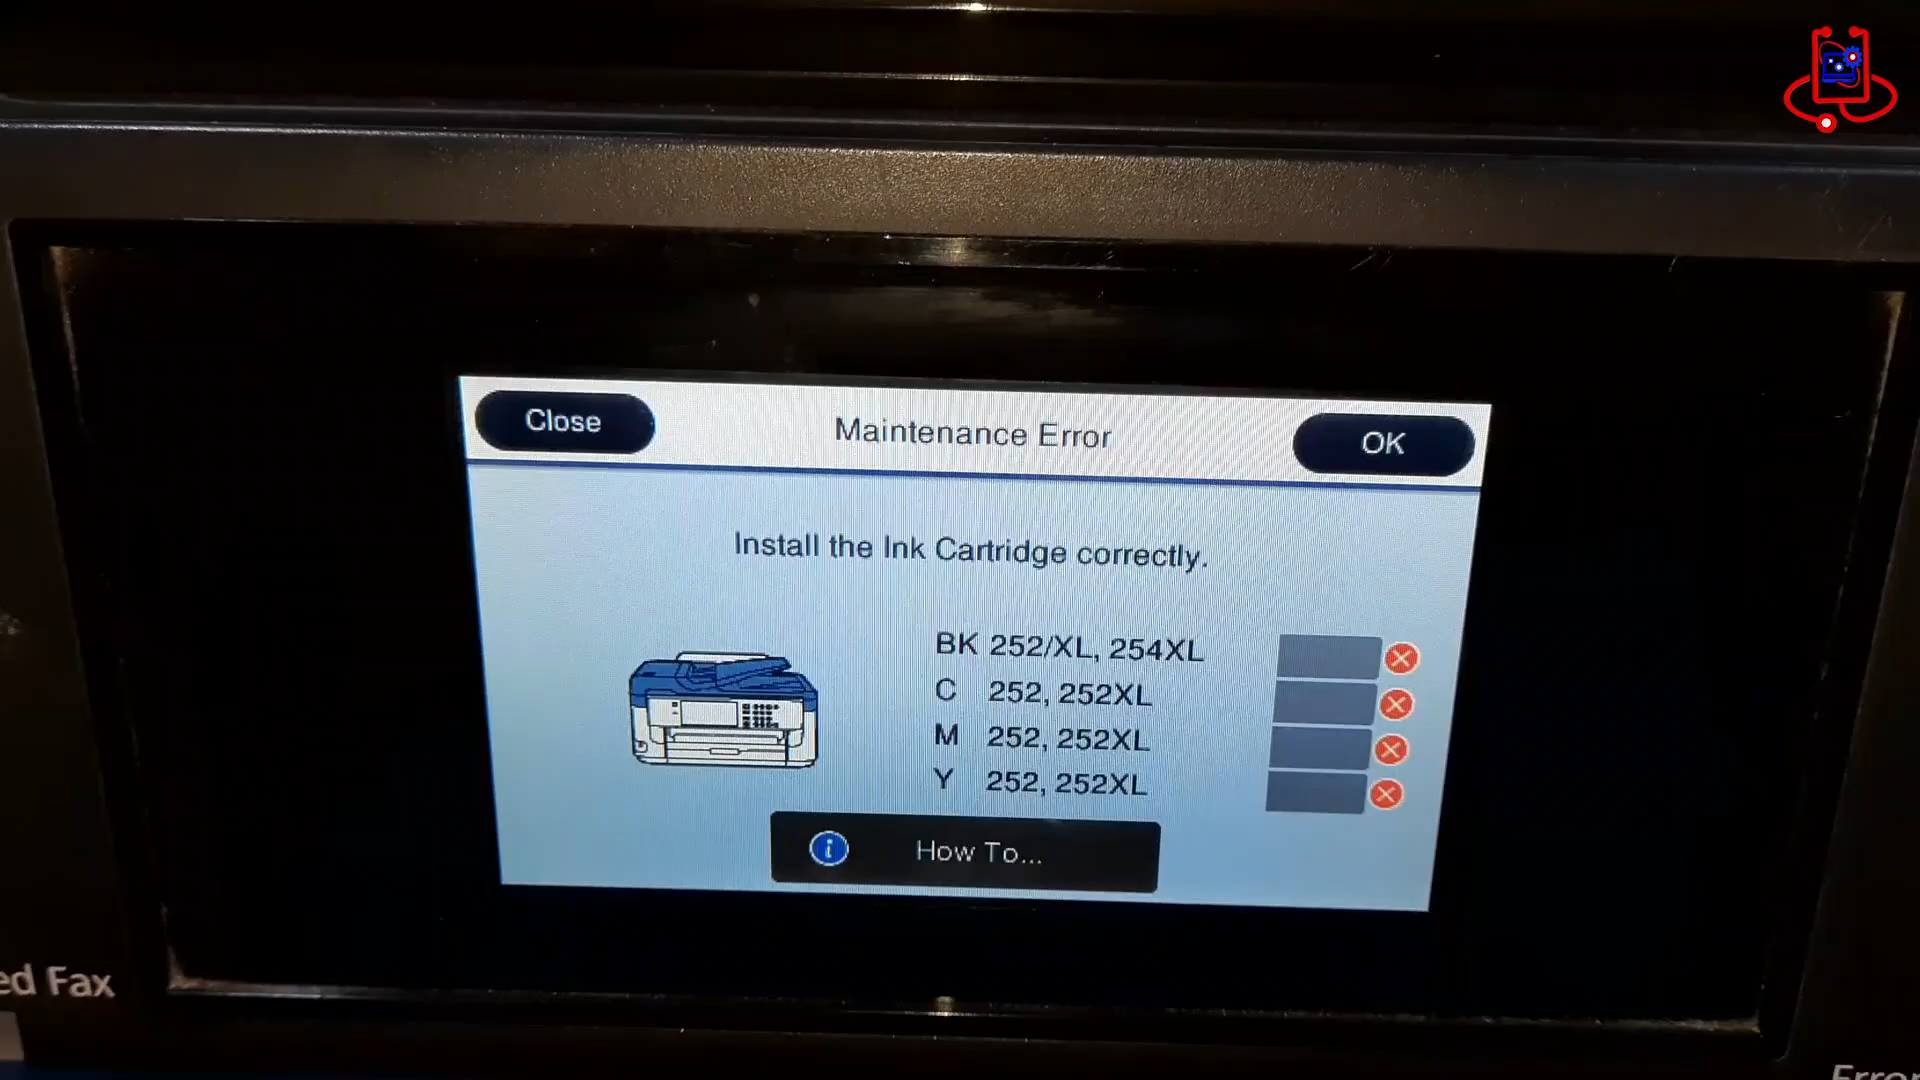 Close
Maintenance Error
OK
Install the Ink Cartridge correctly.
BK 252/XL, 254XL
C 252, 252XL
M 252, 252XL
Y 252, 252XL
i
How To...
ed Fax
Error